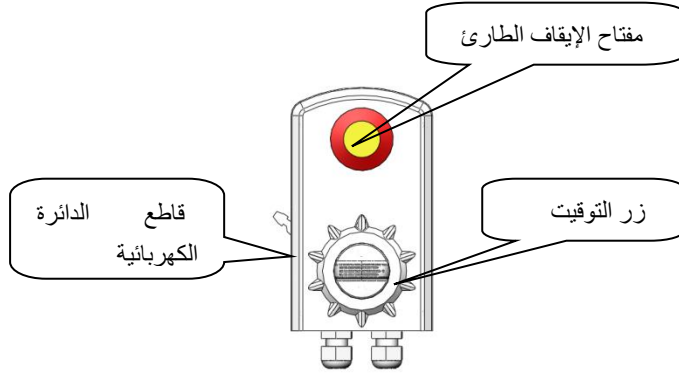 مفتاح الإيقاف الطارئ
زر التوقيت
قاطع الدائرة
الكهربائية